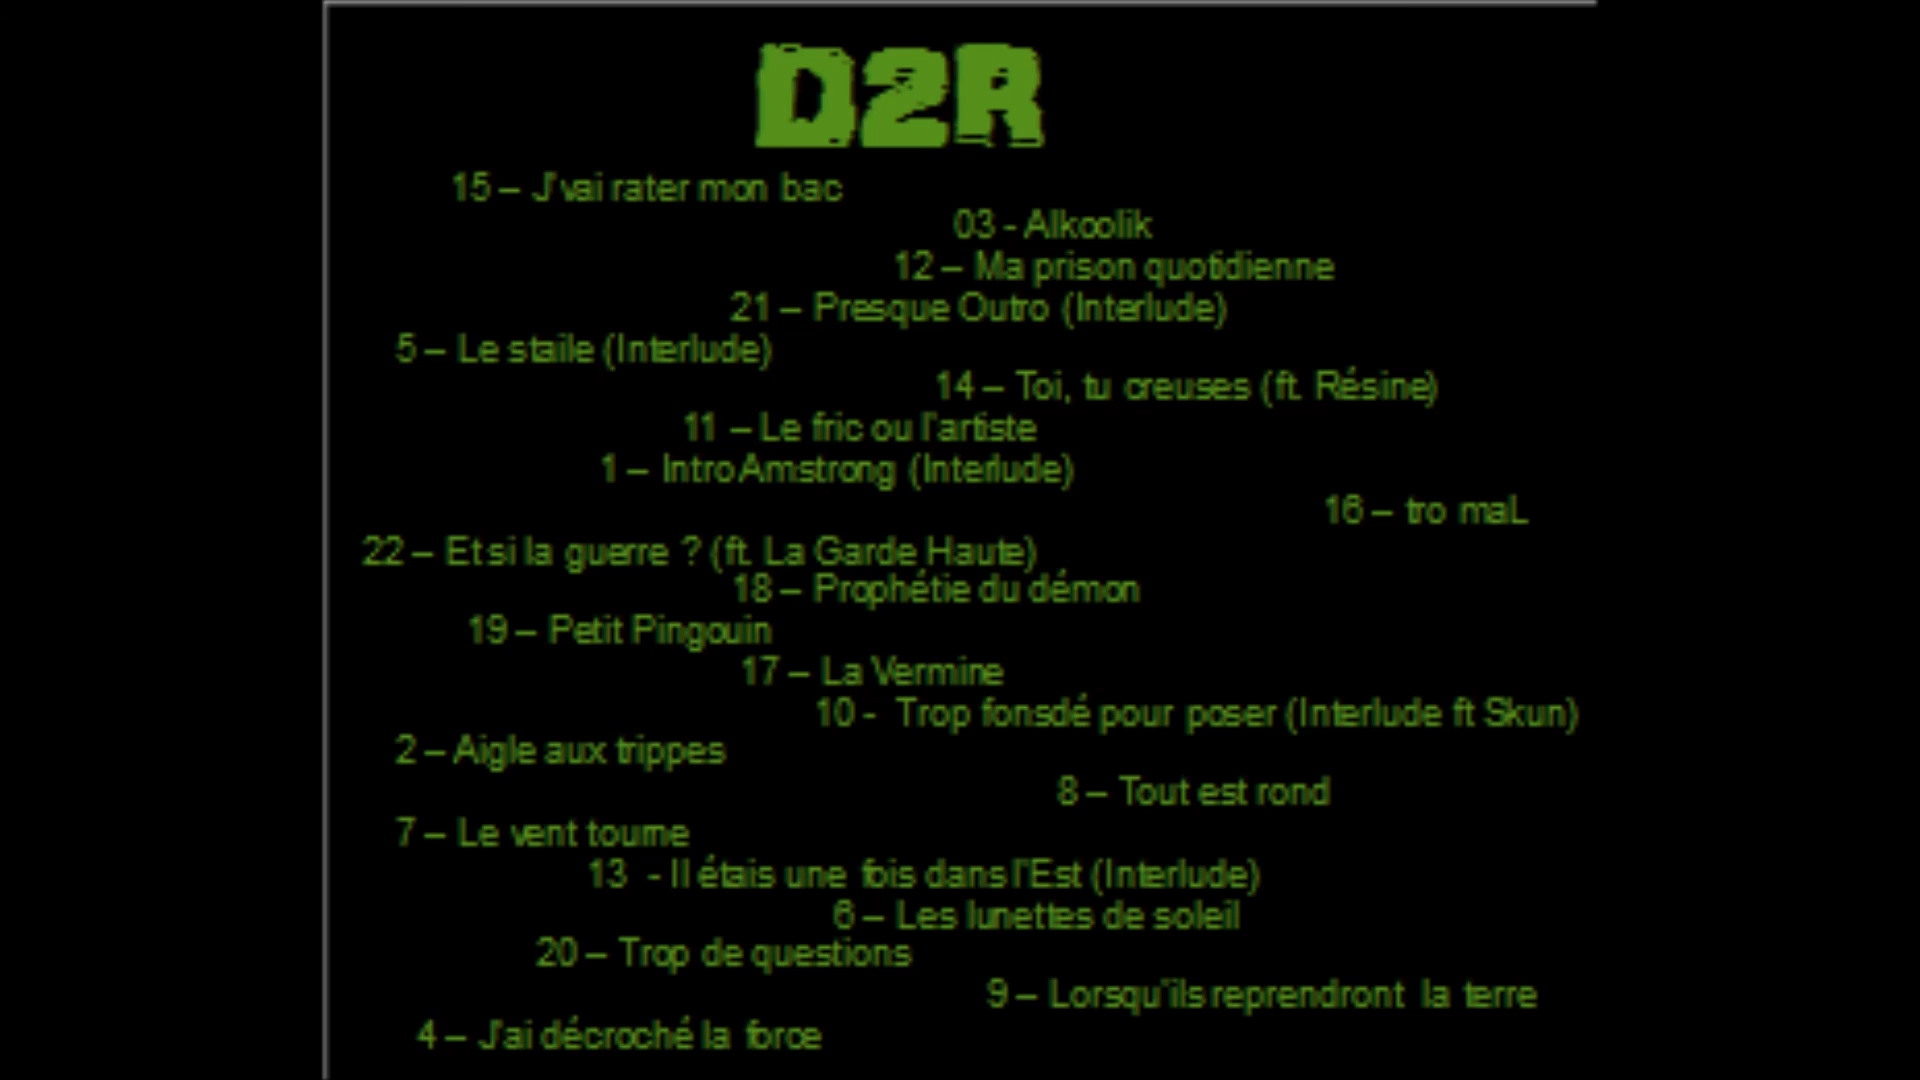 D2R
15 – J'vai rater mon bac
03 - Alkoolik
12 – Ma prison quotidienne
21 – Presque Outro (Interlude)
5 – Le staile (Interlude)
14 – Toi, tu creuses (ft. Résine)
11 – Le fric ou l'artiste
1 – Intro Amstrong (Interlude)
16 – tro maL
22 – Et si la guerre ? (ft. La Garde Haute)
18 – Prophétie du démon
19 – Petit Pingouin
17 – La Vermine
10 - Trop fonsdé pour poser (Interlude ft Skun)
2 – Aigle aux trippes
8 – Tout est rond
7 – Le vent tourne
13 - Il étais une fois dans l'Est (Interlude)
6 – Les lunettes de soleil
20 – Trop de questions
9 – Lorsqu'ils reprendront la terre
4 – J'ai décroché la force